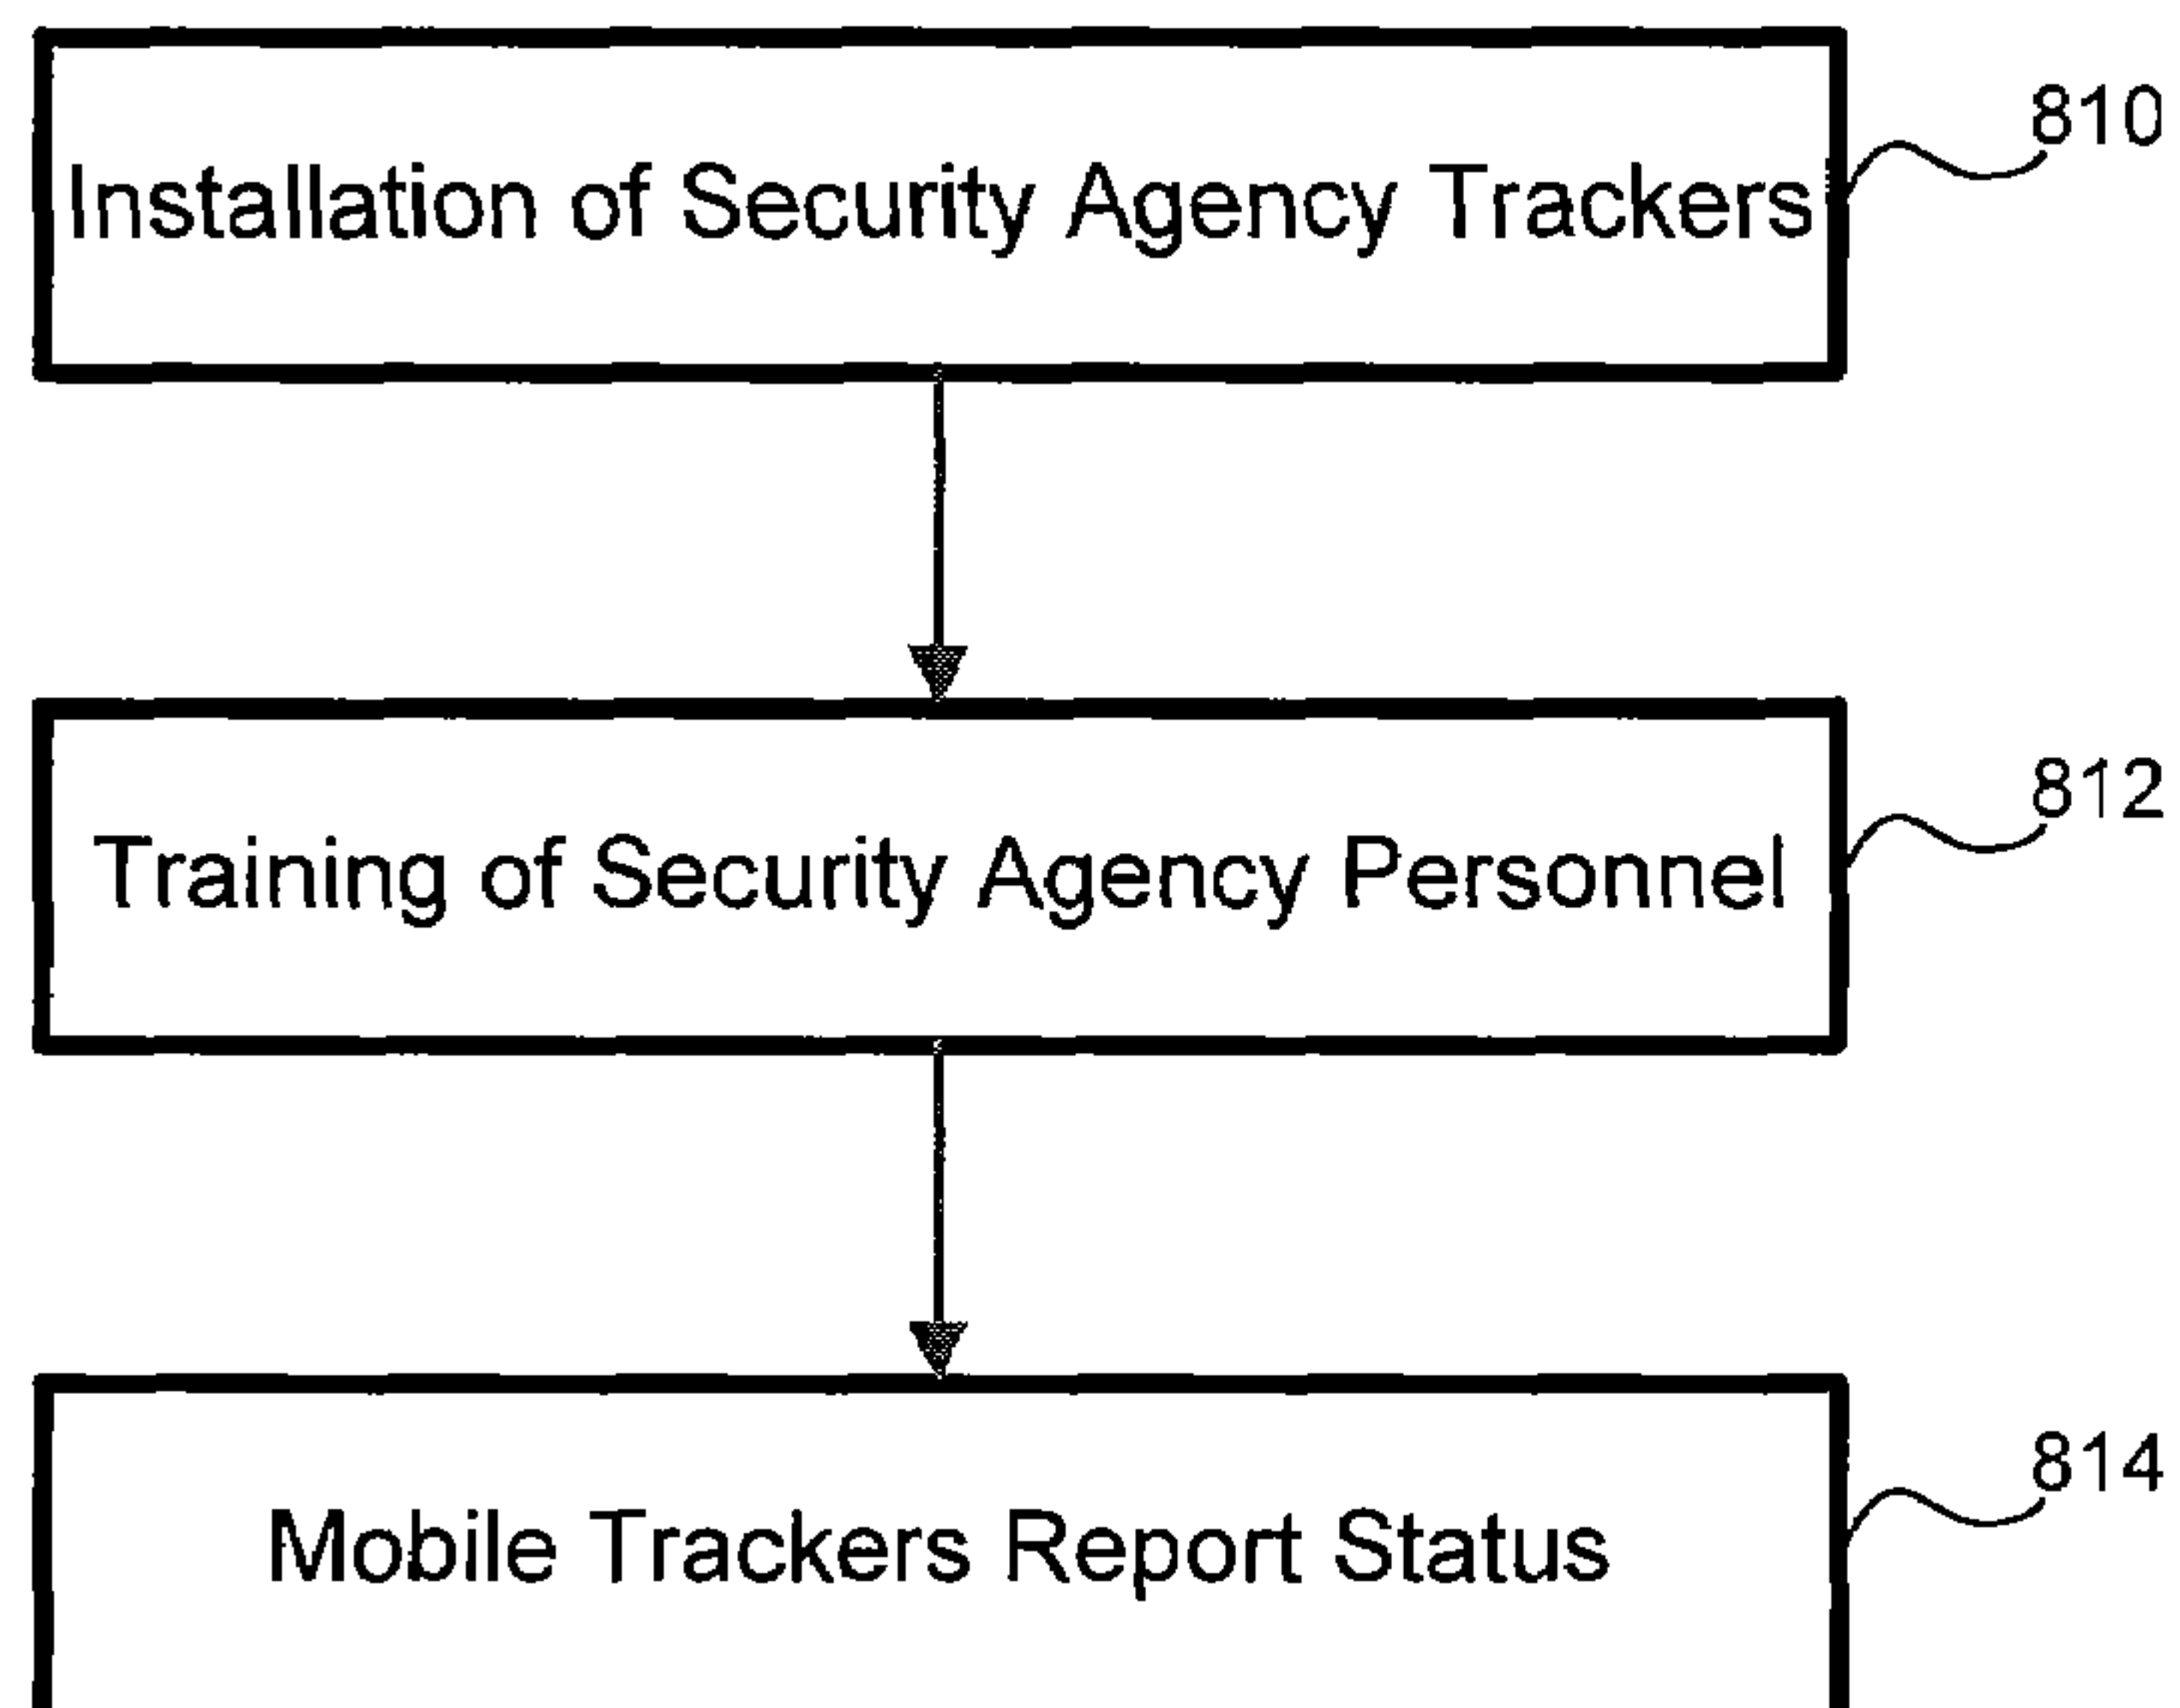 810
Installation of Security Agency Trackers
812
Training of Security Agency Personnel
814
Mobile Trackers Report Status